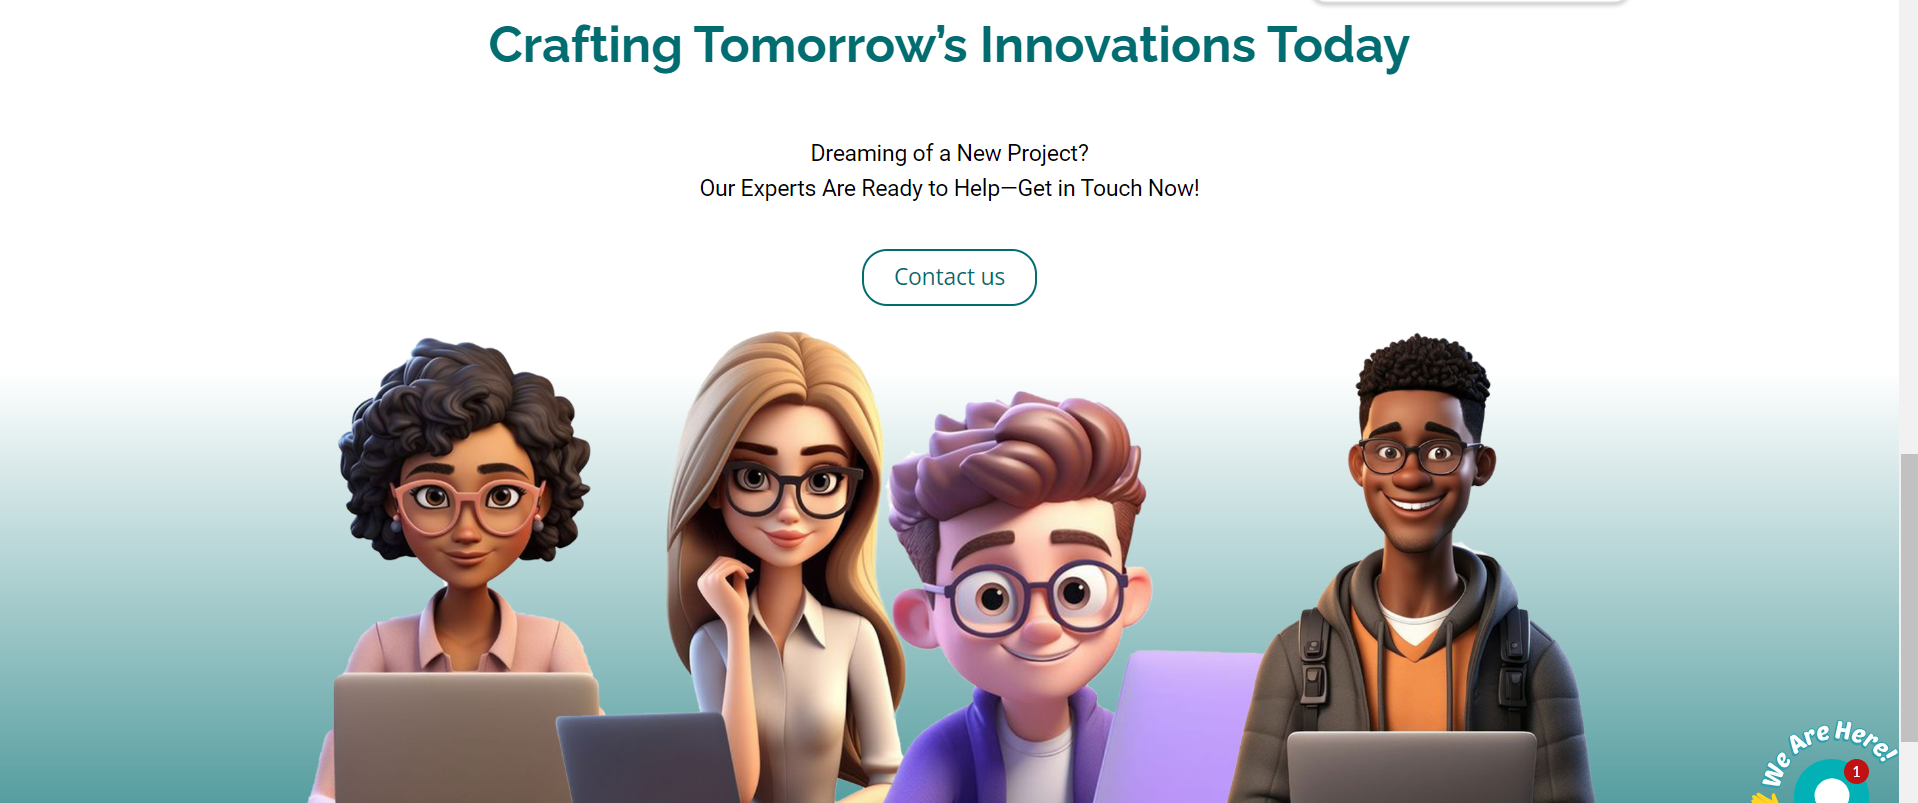 Crafting Tomorrow’s Innovations Today
Dreaming of a New Project?
Our Experts Are Ready to Help—Get in Touch Now!
Contact us
We Are Here!
1